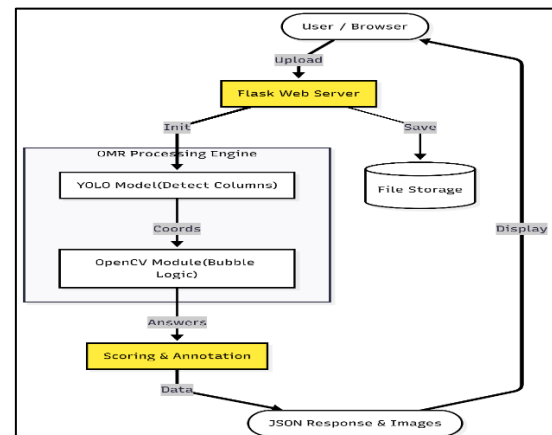 User / Browser
Upload
Flask Web Server
Init
Save
OMR Processing Engine
YOLO Model(Detect Columns)
File Storage
Coords
Display
OpenCV Module(Bubble Logic)
Answers
Scoring & Annotation
Data
JSON Response & Images